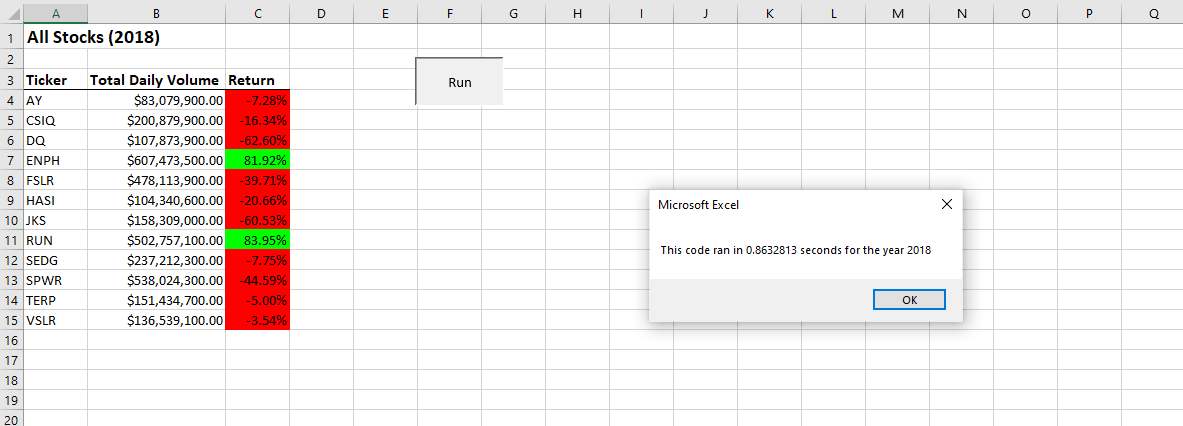 A B C D E F G H I J K L M N O P Q
1 All Stocks (2018)
2 Run
3 Ticker Total Daily Volume Return
4 AY $83,079,900.00 -7.28%
5 CSIQ $200,879,900.00 -16.34%
6 DQ $107,873,900.00 -62.60%
7 ENPH $607,473,500.00 81.92%
8 FSLR $478,113,900.00 -39.71%
9 HASI $104,340,600.00 -20.66%
10 JKS $158,309,000.00 -60.53%
11 RUN $502,757,100.00 83.95%
12 SEDG $237,212,300.00 -7.75%
13 SPWR $538,024,300.00 -44.59%
14 TERP $151,434,700.00 -5.00%
15 VSLR $136,539,100.00 -3.54%
16
17
18
19
20
Microsoft Excel
This code ran in 0.8632813 seconds for the year 2018
OK